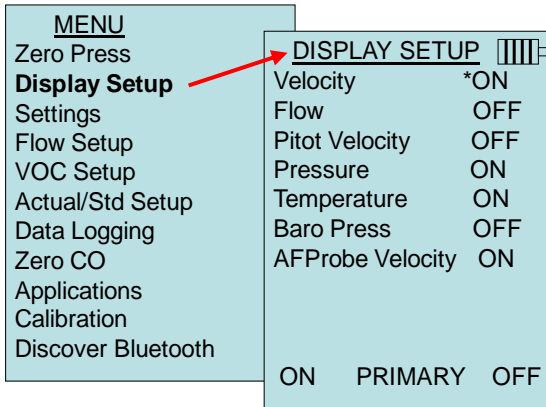 MENU
Zero Press
Display Setup
Settings
Flow Setup
VOC Setup
Actual/Std Setup
Data Logging
Zero CO
Applications
Calibration
Discover Bluetooth
DISPLAY SETUP
Velocity *ON
Flow OFF
Pitot Velocity OFF
Pressure ON
Temperature ON
Baro Press OFF
AFProbe Velocity ON
ON PRIMARY OFF